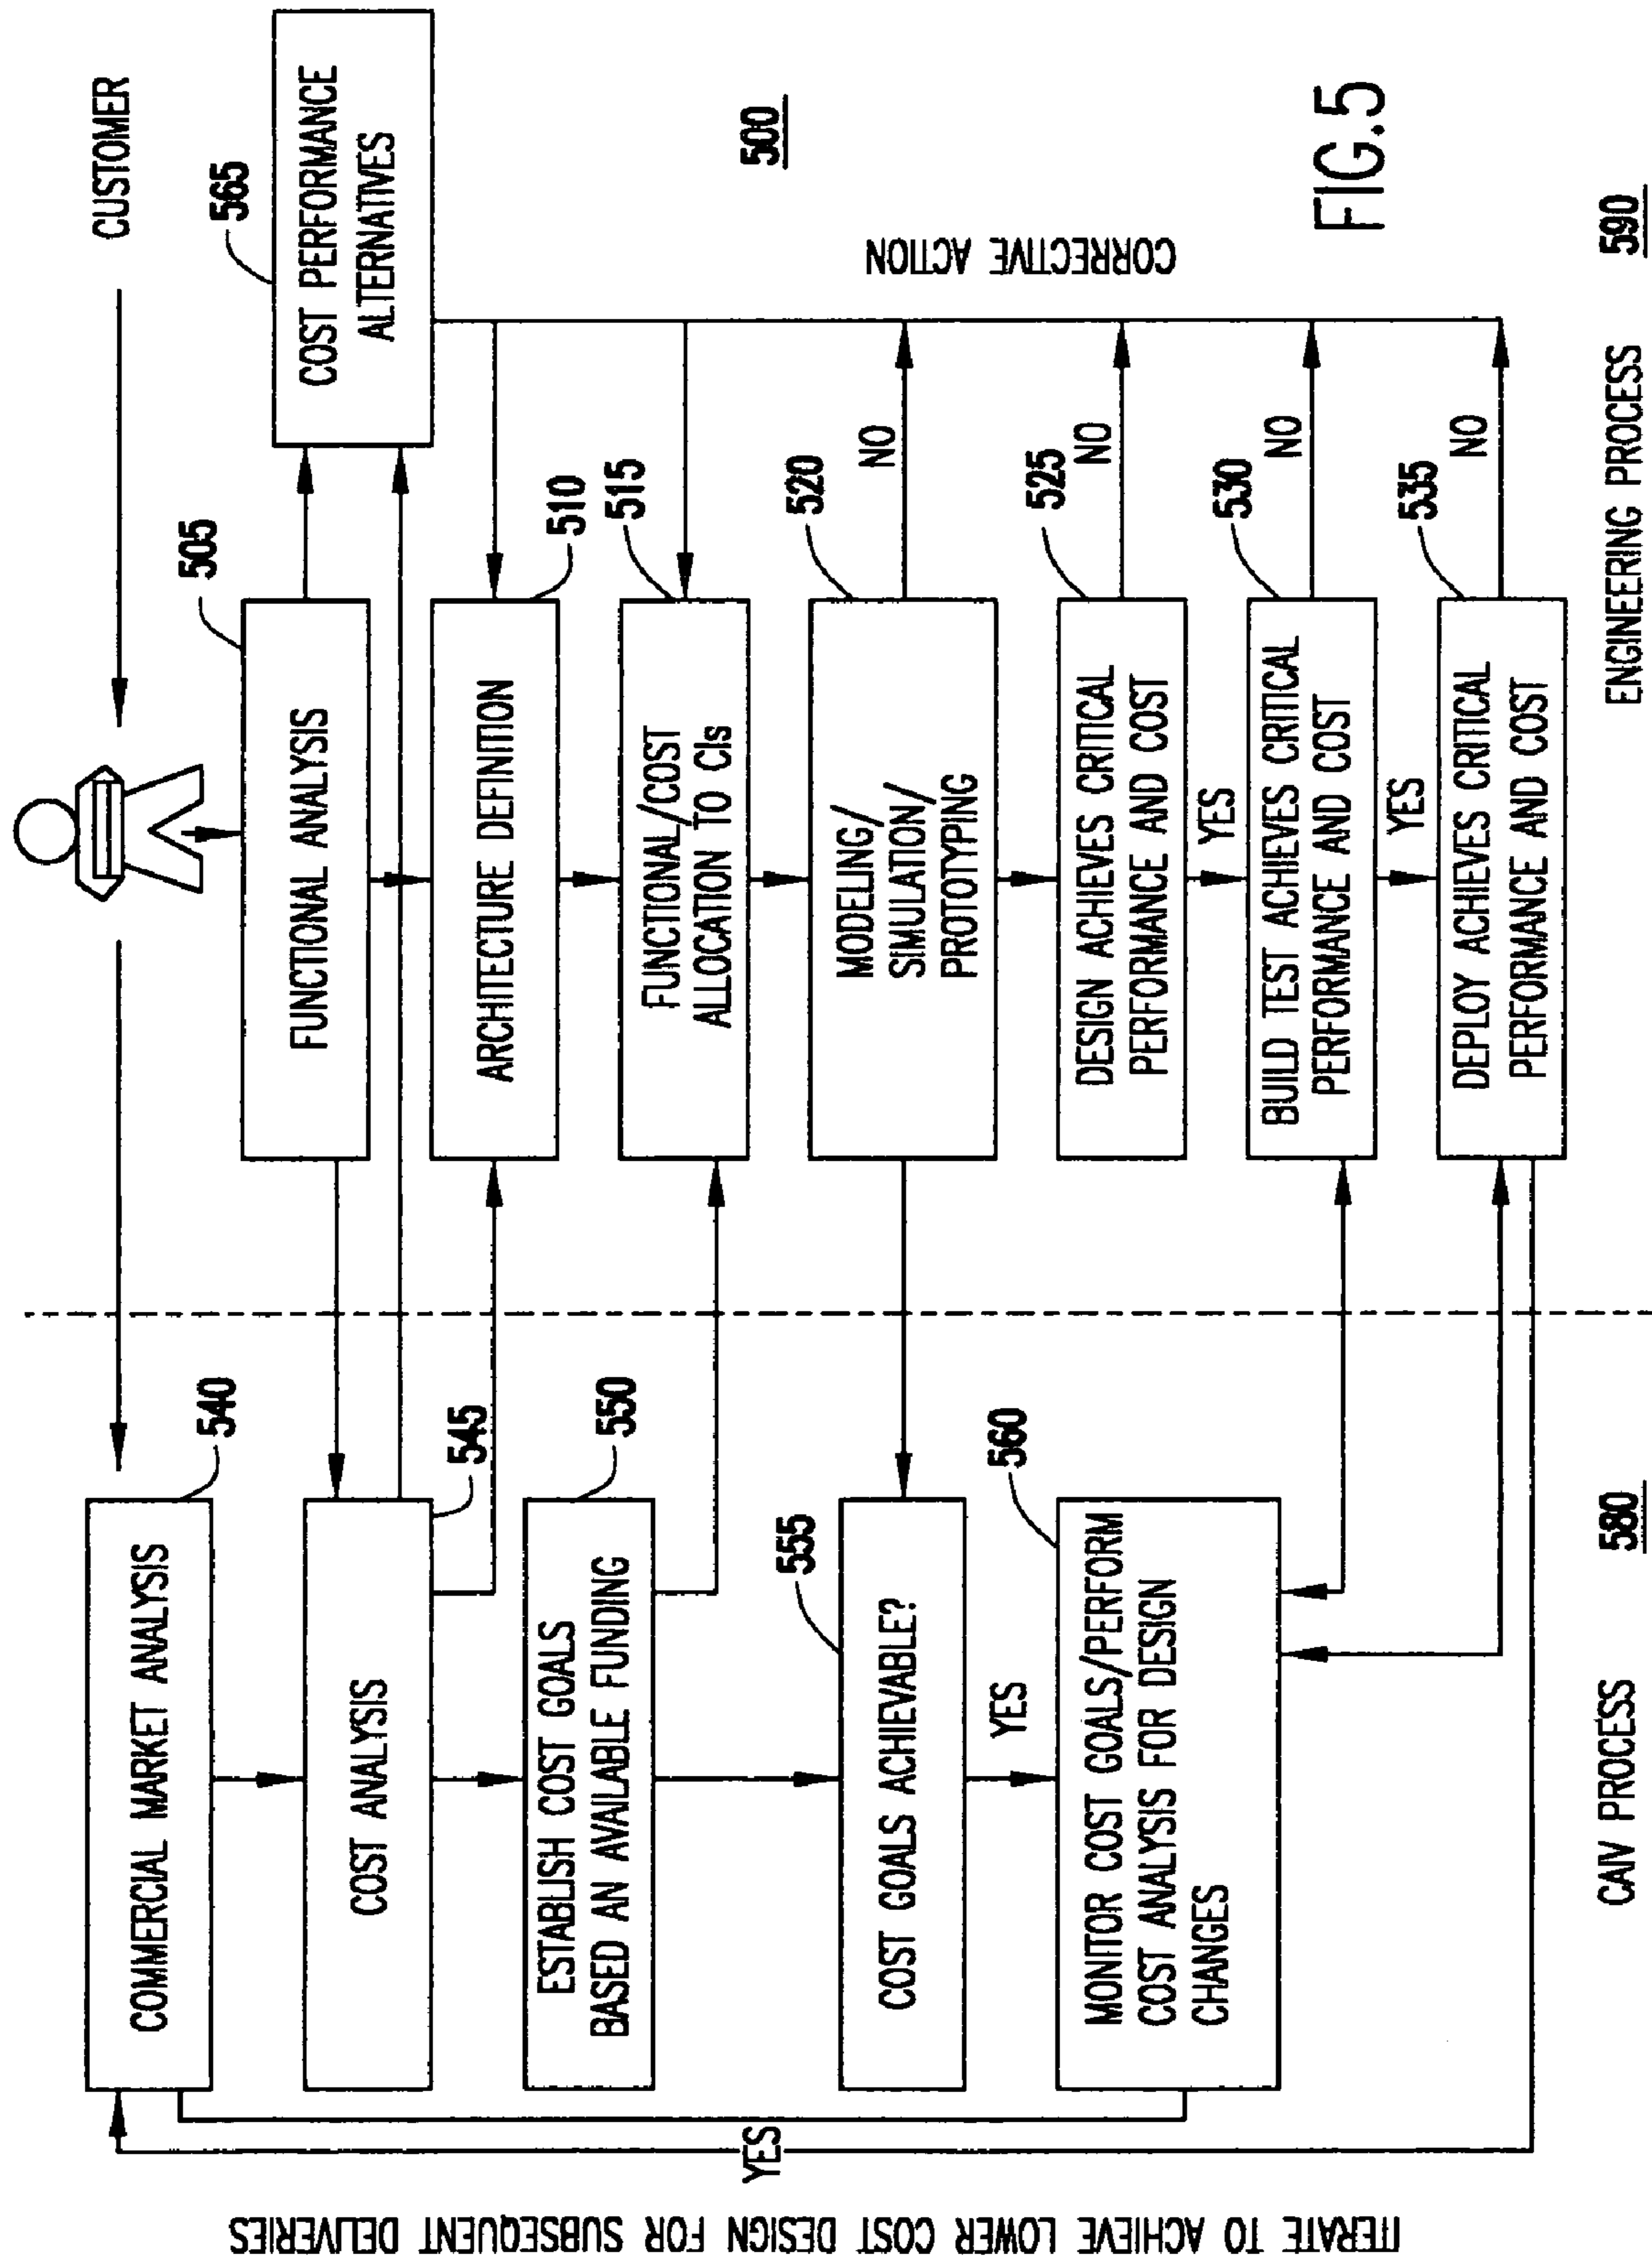 CUSTOMER
540
COMMERCIAL MARKET ANALYSIS
505
FUNCTIONAL ANALYSIS
565
COST PERFORMANCE
ALTERNATIVES
COST ANALYSIS
545
ARCHITECTURE DEFINITION
510
ESTABLISH COST GOALS
BASED AN AVAILABLE FUNDING
550
FUNCTIONAL/COST
ALLOCATION TO CIs
515
555
COST GOALS ACHIEVABLE?
MODELING/
SIMULATION/
PROTOTYPING
520
NO
YES
560
MONITOR COST GOALS/PERFORM
COST ANALYSIS FOR DESIGN
CHANGES
DESIGN ACHIEVES CRITICAL
PERFORMANCE AND COST
525
NO
YES
BUILD TEST ACHIEVES CRITICAL
PERFORMANCE AND COST
530
NO
YES
DEPLOY ACHIEVES CRITICAL
PERFORMANCE AND COST
535
NO
YES
ITERATE TO ACHIEVE LOWER COST DESIGN FOR SUBSEQUENT DELIVERIES
CORRECTIVE ACTION
500
CAIV PROCESS
580
ENGINEERING PROCESS
590
FIG.5